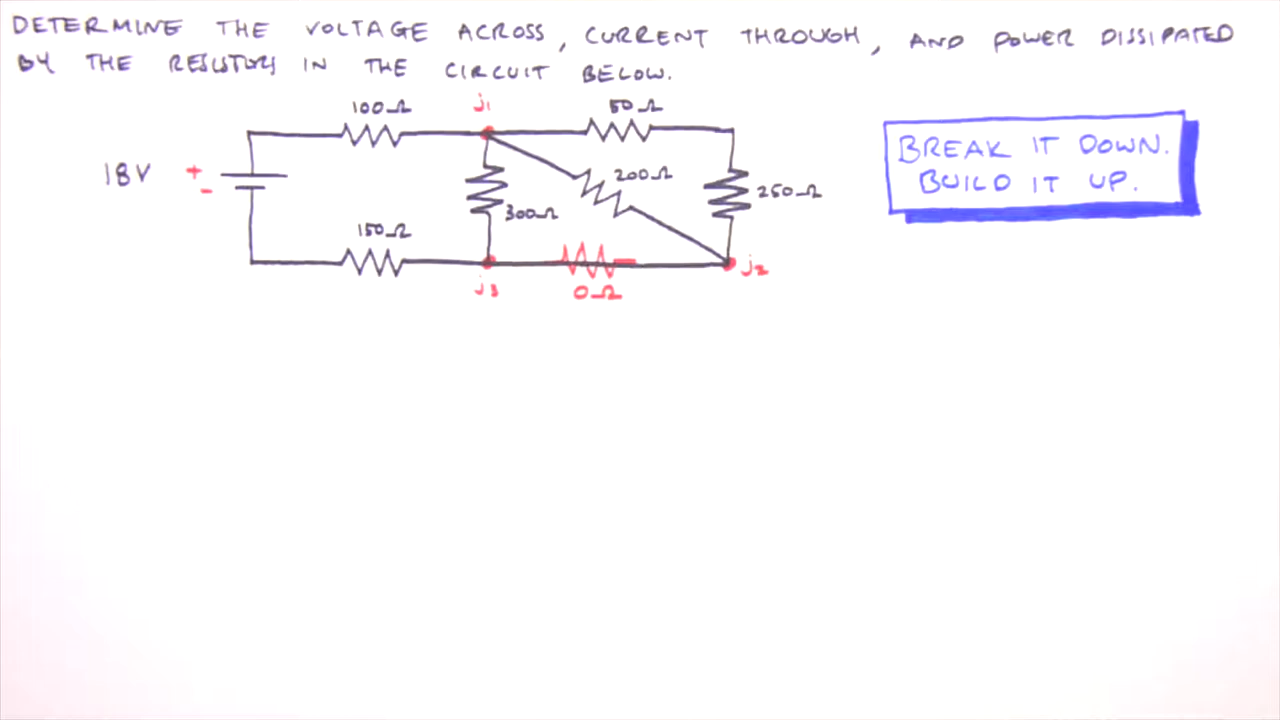 DETERMINE THE VOLTAGE ACROSS, CURRENT THROUGH, AND POWER DISSIPATED
BY THE RESISTORS IN THE CIRCUIT BELOW.
100Ω
j1
50Ω
BREAK IT DOWN.
BUILD IT UP.
18V
+
-
200Ω
250Ω
300Ω
150Ω
j2
j3
0Ω